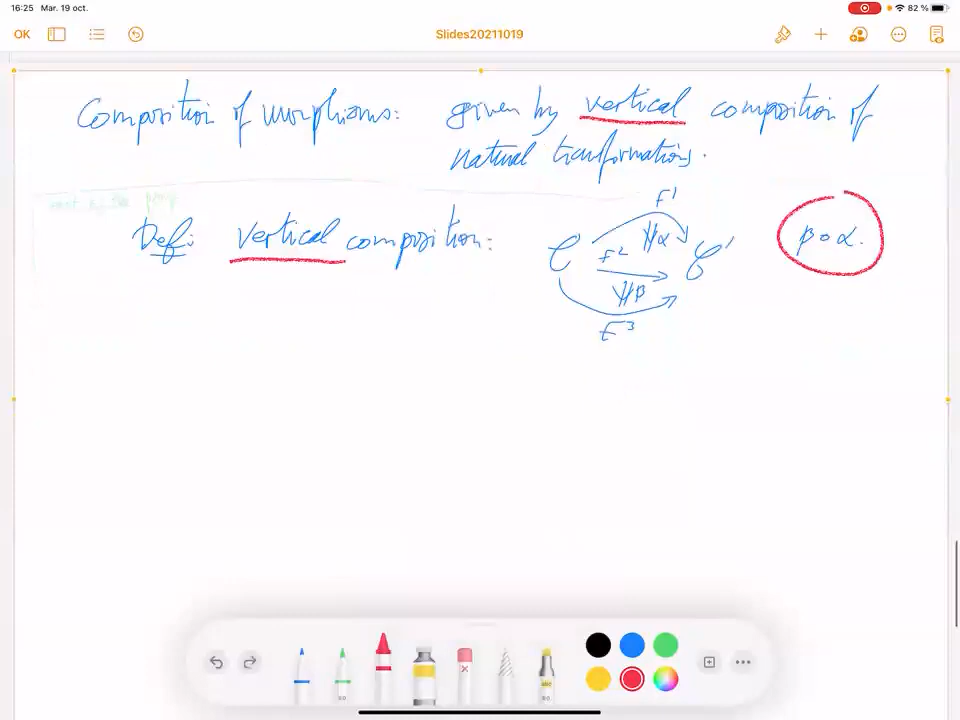 16:25 Mar. 19 oct. 82 %
OK Slides20211019
Composition of morphisms: given by vertical composition of
natural transformations.
Def: vertical composition:
F¹
α
C F² C'
β
F³
β∘α.